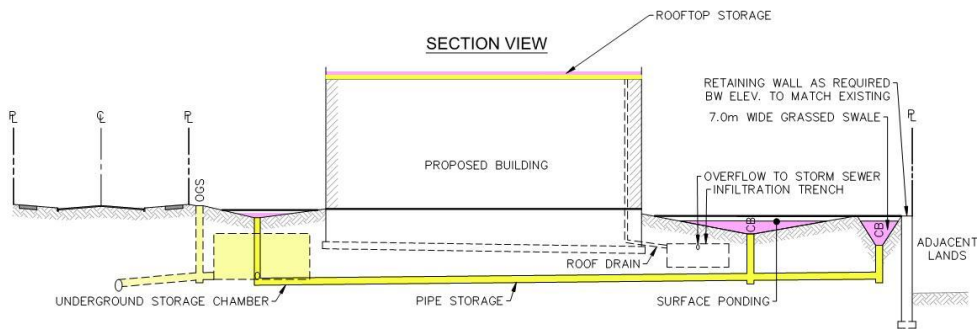 ROOFTOP STORAGE
SECTION VIEW
RETAINING WALL AS REQUIRED
BW ELEV. TO MATCH EXISTING
7.0m WIDE GRASSED SWALE
PL
CL
PL
PL
PROPOSED BUILDING
OVERFLOW TO STORM SEWER
INFILTRATION TRENCH
OGS
CB
CB
ADJACENT
LANDS
ROOF DRAIN
UNDERGROUND STORAGE CHAMBER
PIPE STORAGE
SURFACE PONDING